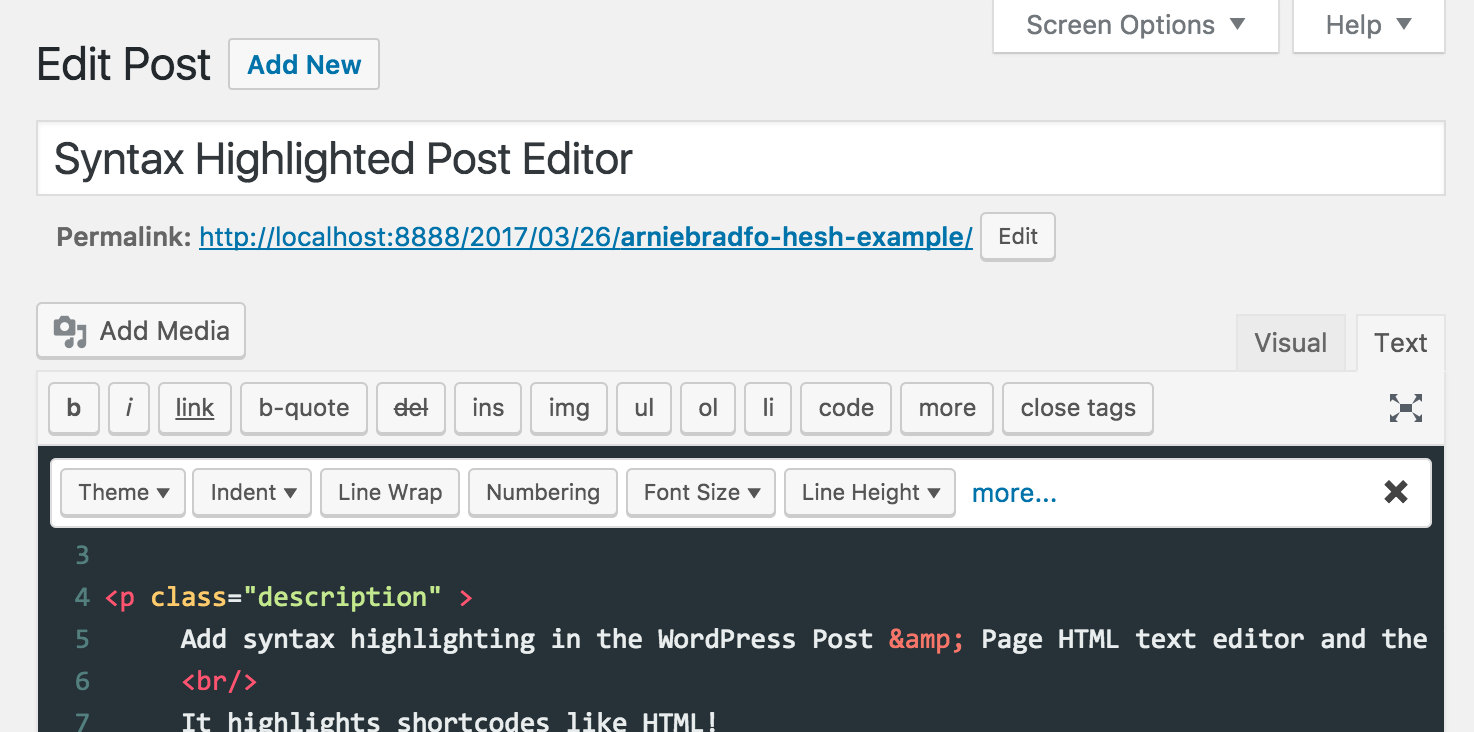 Screen Options ▼ Help ▼
Edit Post Add New
Syntax Highlighted Post Editor
Permalink: http://localhost:8888/2017/03/26/arniebradfo-hesh-example/ Edit
Add Media Visual Text
b i link b-quote del ins img ul ol li code more close tags
Theme ▼ Indent ▼ Line Wrap Numbering Font Size ▼ Line Height ▼ more...
3
4 <p class="description" >
5 Add syntax highlighting in the WordPress Post &amp; Page HTML text editor and the
6 <br/>
7 It highlights shortcodes like HTML!